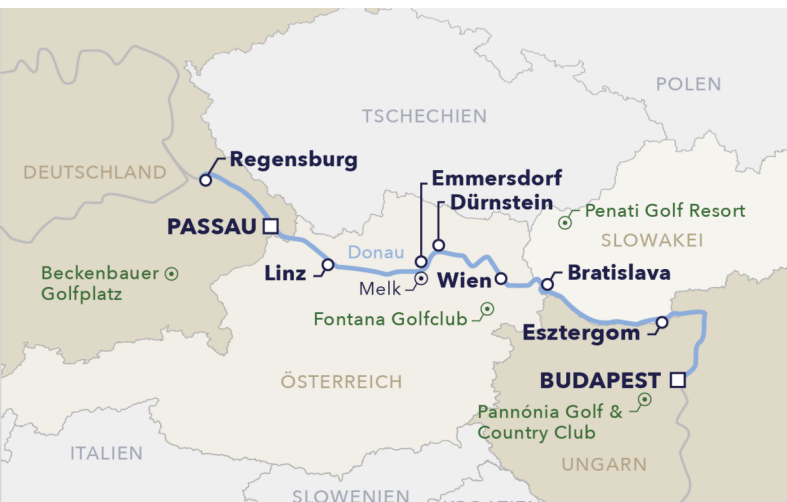 POLEN
TSCHECHIEN
Regensburg
DEUTSCHLAND
Emmersdorf
Dürnstein
Penati Golf Resort
PASSAU
SLOWAKEI
Donau
Beckenbauer
Golfplatz
Linz
Melk
Wien
Bratislava
Fontana Golfclub
Esztergom
ÖSTERREICH
BUDAPEST
Pannónia Golf &
Country Club
ITALIEN
UNGARN
SLOWENIEN